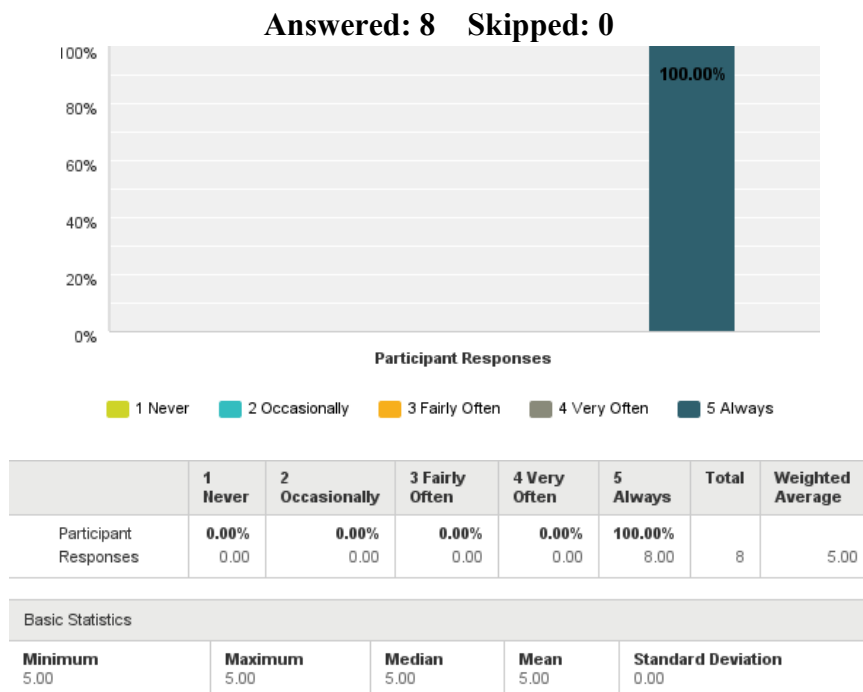 Answered: 8 Skipped: 0
100%
100.00%
80%
60%
40%
20%
0%
Participant Responses
1 Never 2 Occasionally 3 Fairly Often 4 Very Often 5 Always
1 Never 2 Occasionally 3 Fairly Often 4 Very Often 5 Always Total Weighted Average
Participant Responses 0.00% 0.00% 0.00% 0.00% 100.00%
0.00 0.00 0.00 0.00 8.00 8 5.00
Basic Statistics
Minimum Maximum Median Mean Standard Deviation
5.00 5.00 5.00 5.00 0.00